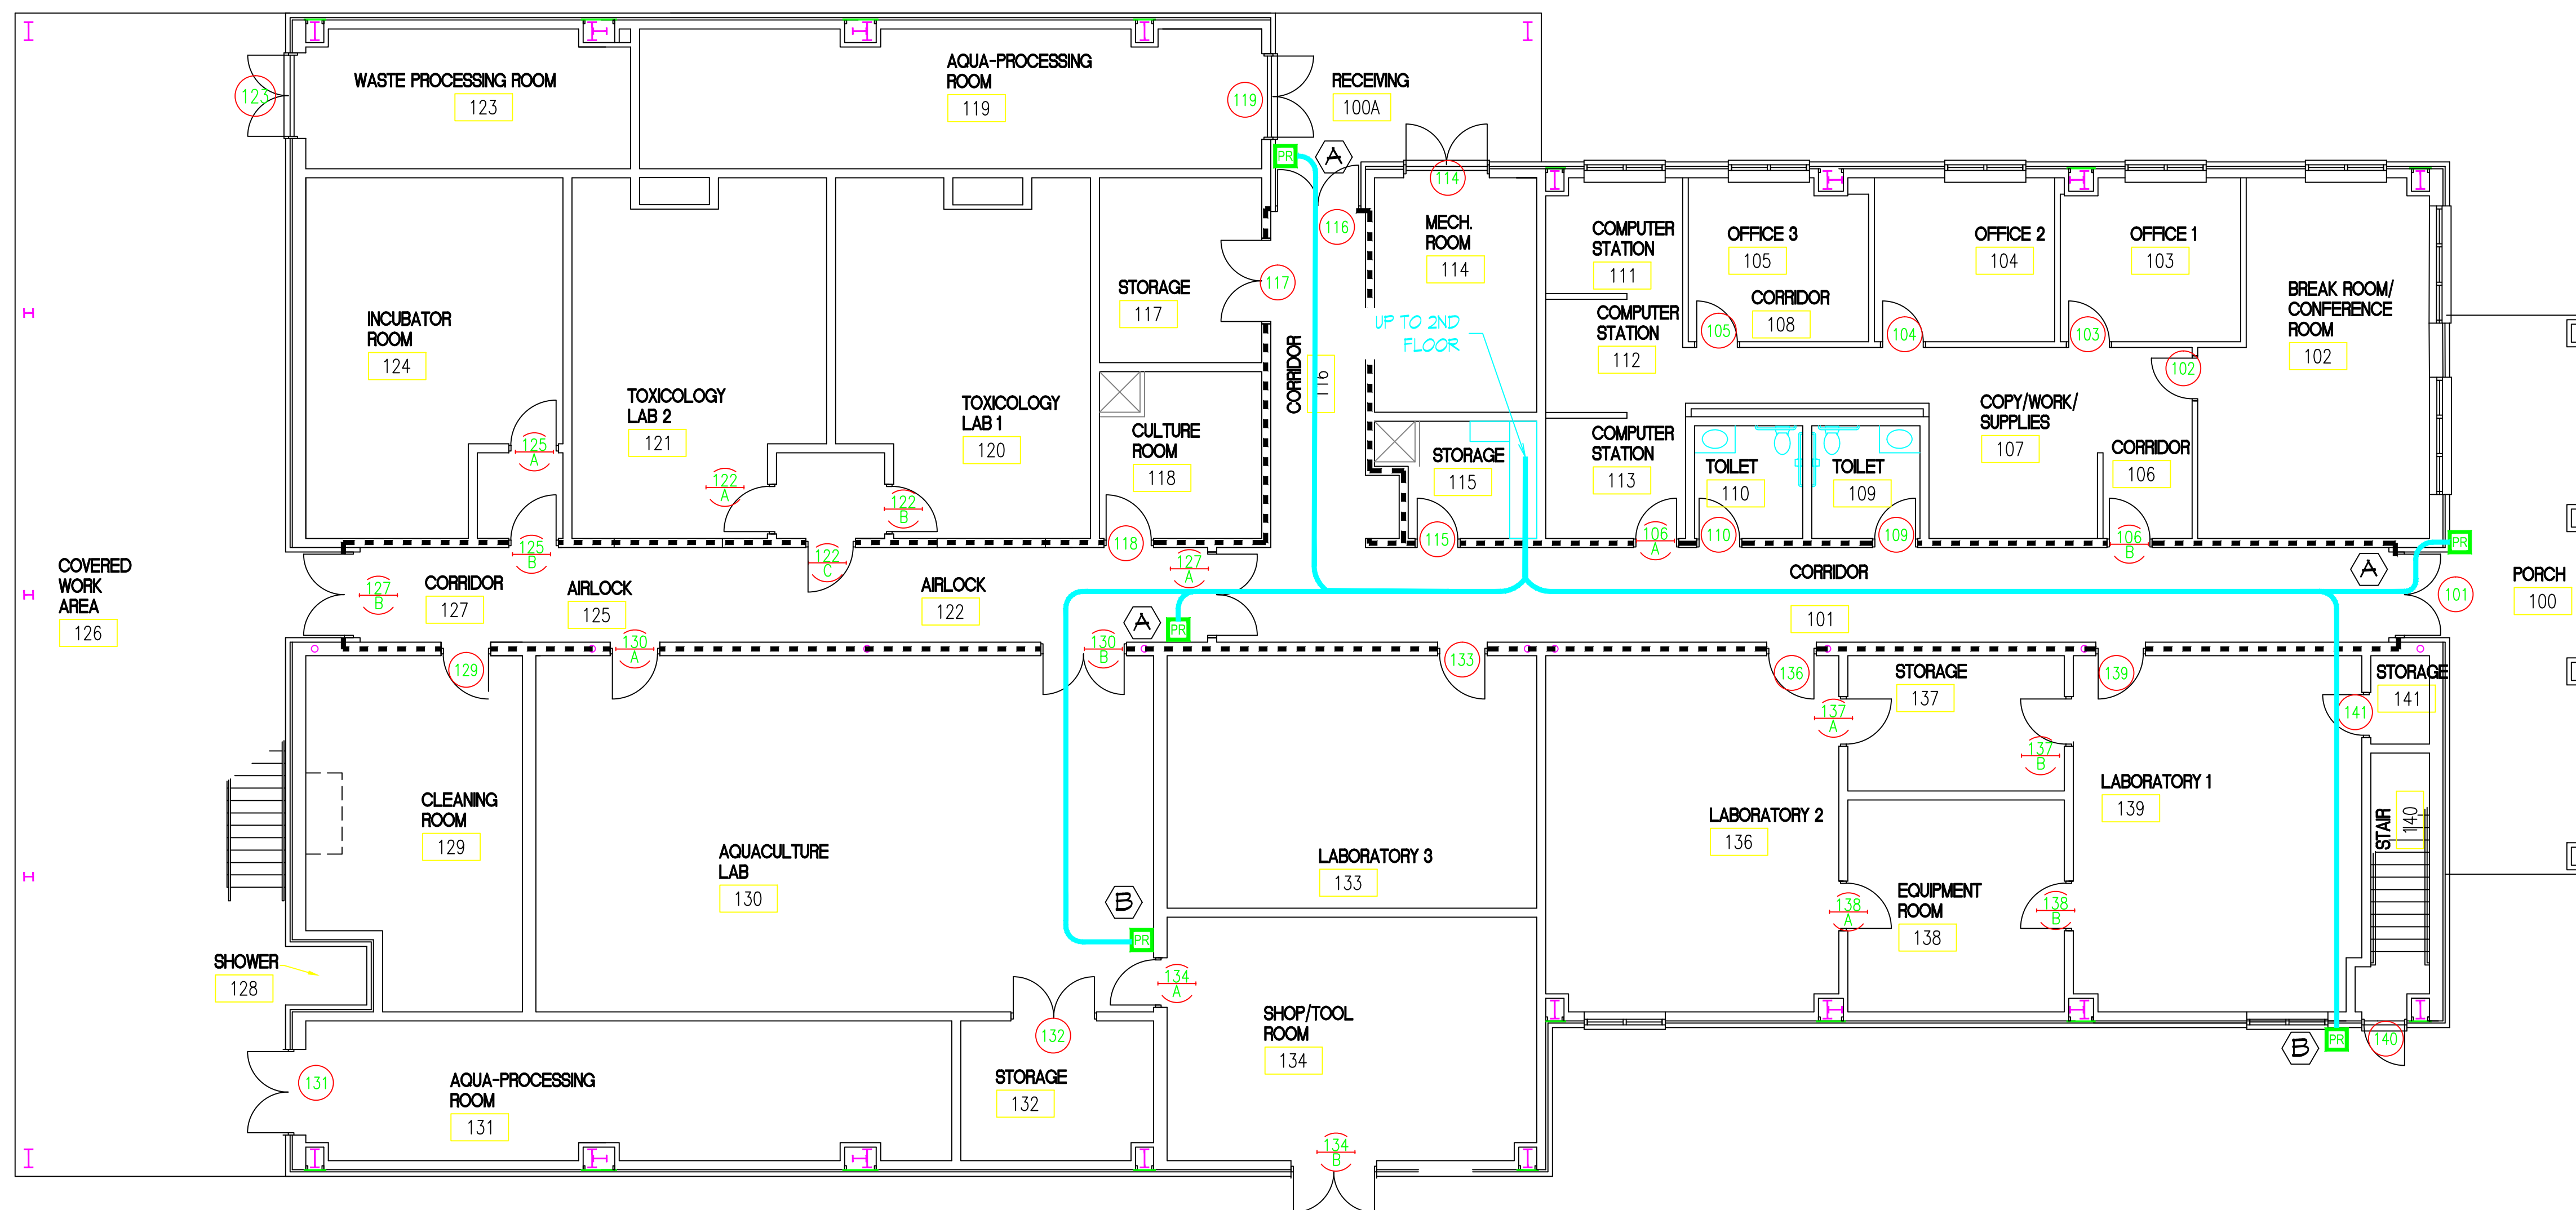 WASTE PROCESSING ROOM
123
123
AQUA-PROCESSING
ROOM
119
119
RECEIVING
100A
PR
A
114
116
MECH.
ROOM
114
COMPUTER
STATION
111
OFFICE 3
105
OFFICE 2
104
OFFICE 1
103
BREAK ROOM/
CONFERENCE
ROOM
102
INCUBATOR
ROOM
124
STORAGE
117
117
CORRIDOR
116
UP TO 2ND
FLOOR
COMPUTER
STATION
112
CORRIDOR
108
105
104
103
102
TOXICOLOGY
LAB 2
121
TOXICOLOGY
LAB 1
120
CULTURE
ROOM
118
COMPUTER
STATION
113
COPY/WORK/
SUPPLIES
107
CORRIDOR
106
125
A
122
A
122
B
STORAGE
115
TOILET
110
TOILET
109
125
B
122
C
118
127
A
115
106
A
110
109
106
B
PR
A
COVERED
WORK
AREA
126
127
B
CORRIDOR
127
AIRLOCK
125
AIRLOCK
122
A
PR
CORRIDOR
101
101
PORCH
100
129
130
A
130
B
133
136
STORAGE
137
139
STORAGE
141
141
137
A
137
B
CLEANING
ROOM
129
AQUACULTURE
LAB
130
LABORATORY 3
133
LABORATORY 2
136
LABORATORY 1
139
STAIR
140
B
PR
EQUIPMENT
ROOM
138
138
A
138
B
SHOWER
128
134
A
132
SHOP/TOOL
ROOM
134
B
PR
140
131
AQUA-PROCESSING
ROOM
131
STORAGE
132
134
B